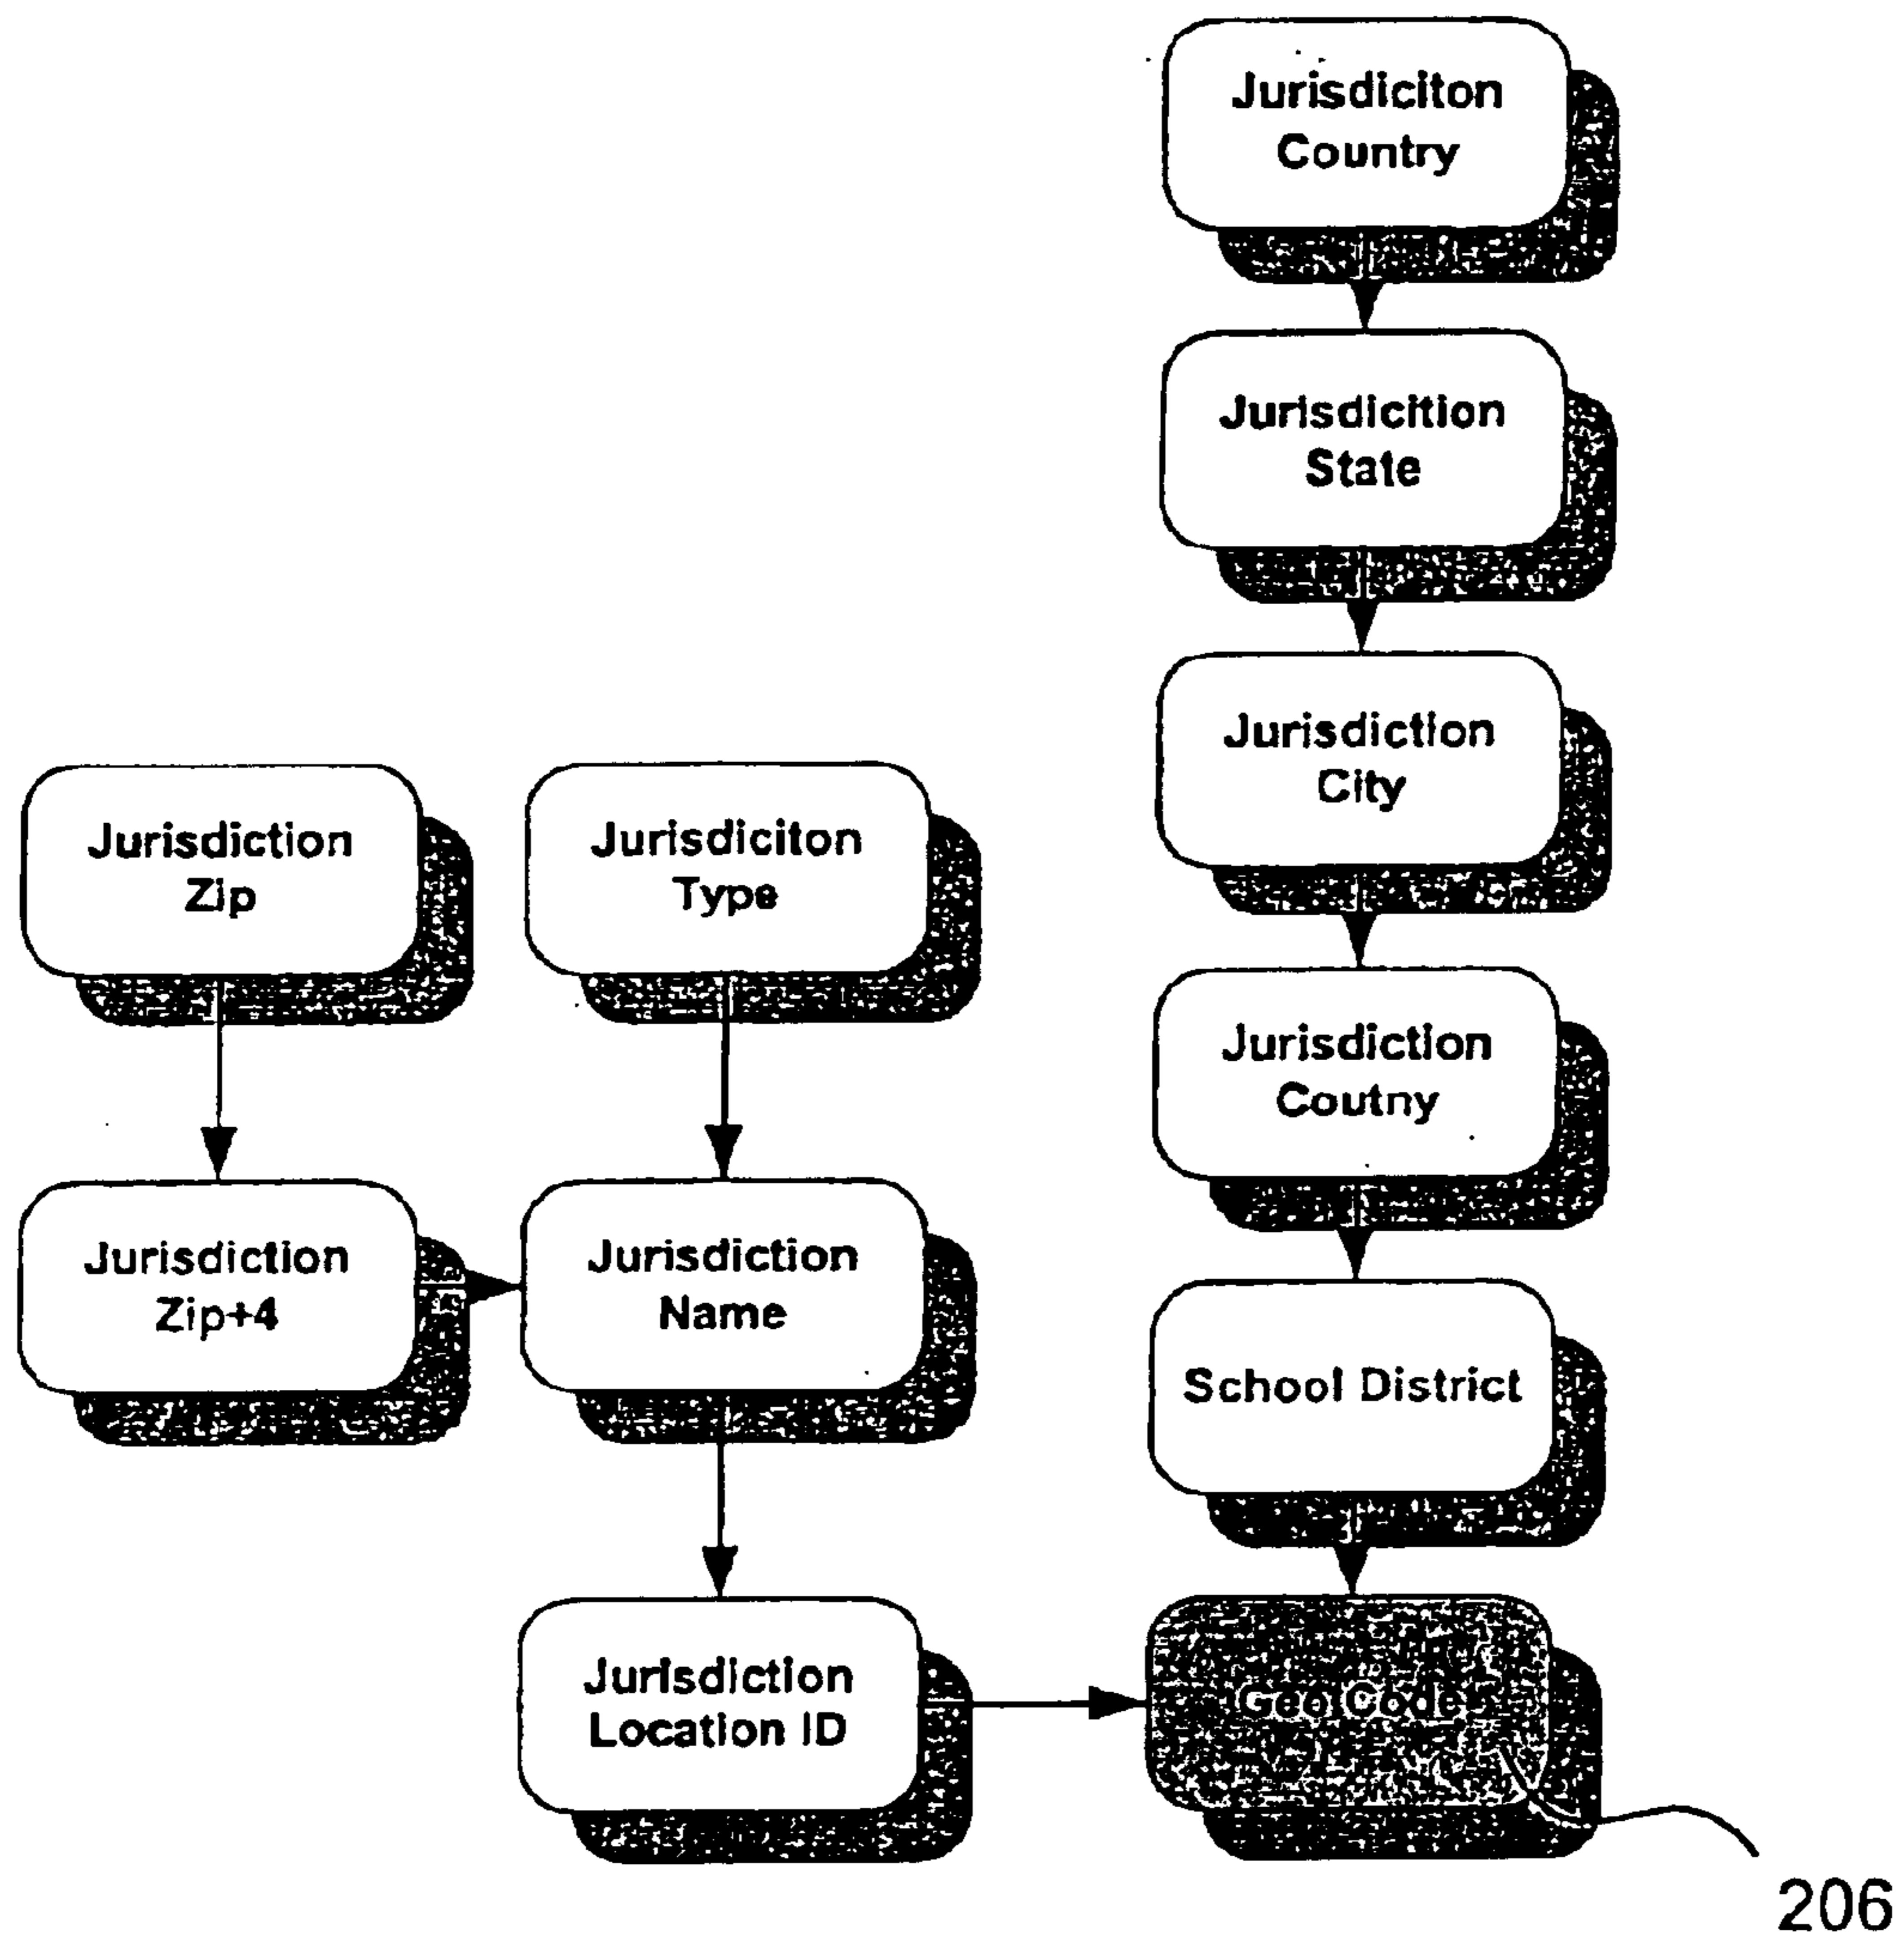 Jurisdiciton
Country
Jurisdicition
State
Jurisdiction
City
Jurisdiction
Zip
Jurisdiciton
Type
Jurisdiction
Coutny
Jurisdiction
Zip+4
Jurisdiction
Name
School District
Jurisdiction
Location ID
Geo Code
206